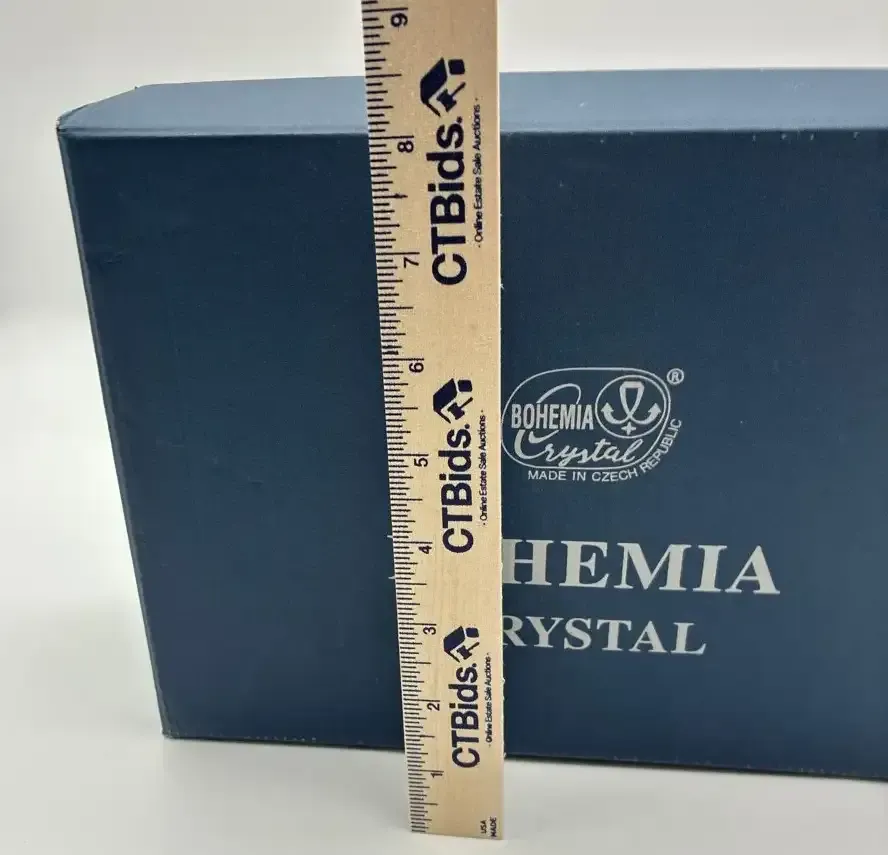 9
8
7
6
5
4
3
2
1
CTBids.
- Online Estate Sale Auctions -
CTBids.
- Online Estate Sale Auctions -
CTBids.
- Online Estate Sale Auctions -
USA
MADE
BOHEMIA
Crystal
®
MADE IN CZECH REPUBLIC
HEMIA
RYSTAL